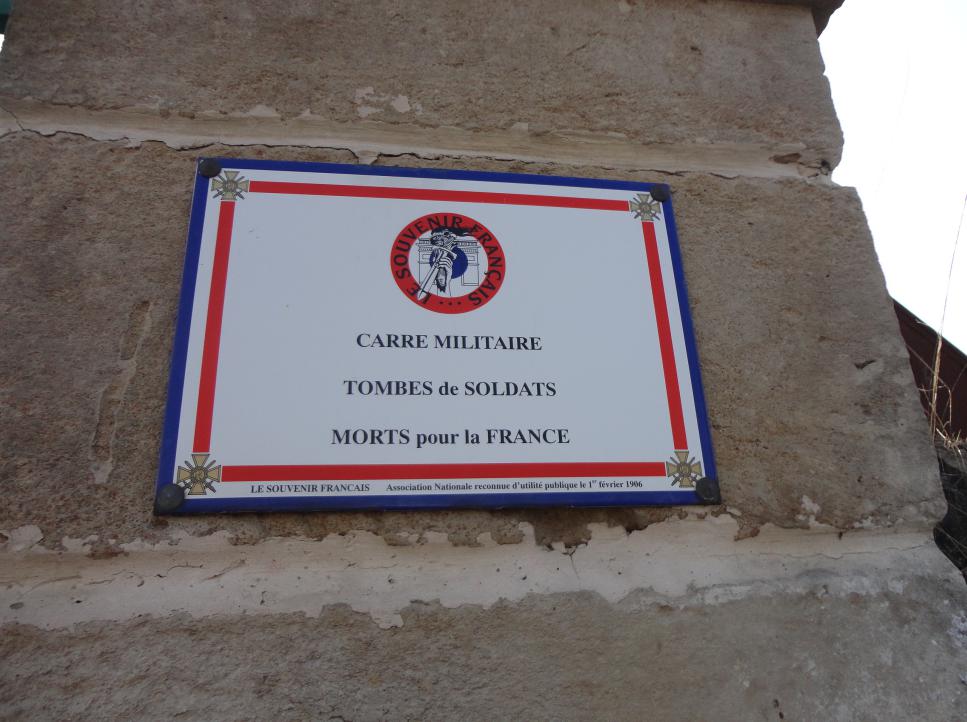 LE SOUVENIR FRANÇAIS
CARRE MILITAIRE
TOMBES de SOLDATS
MORTS pour la FRANCE
LE SOUVENIR FRANCAIS Association Nationale reconnue d'utilité publique le 1er février 1906